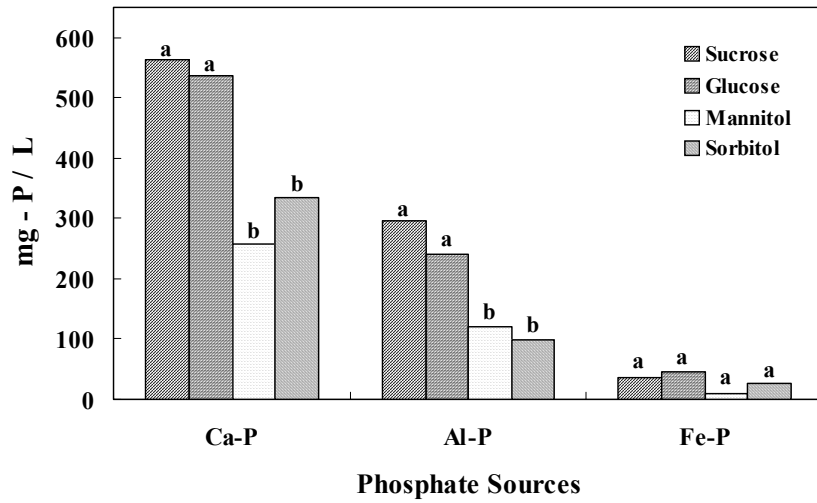 600
500
400
300
200
100
0
mg - P / L
a a b b
a a b b
a a a a
Sucrose
Glucose
Mannitol
Sorbitol
Ca-P Al-P Fe-P
Phosphate Sources